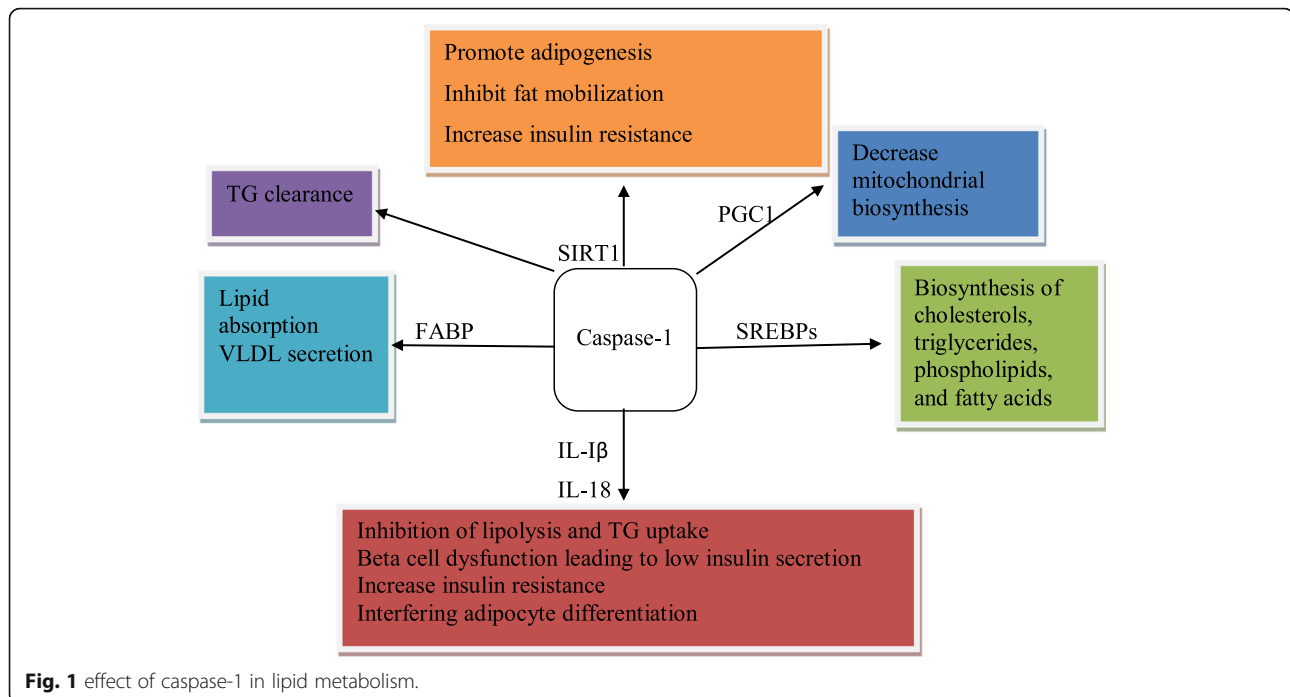 Promote adipogenesis
Inhibit fat mobilization
Increase insulin resistance
Decrease
mitochondrial
biosynthesis
TG clearance
PGC1
SIRT1
Lipid
absorption
VLDL secretion
FABP
Caspase-1
SREBPs
Biosynthesis of
cholesterols,
triglycerides,
phospholipids,
and fatty acids
IL-Iβ
IL-18
Inhibition of lipolysis and TG uptake
Beta cell dysfunction leading to low insulin secretion
Increase insulin resistance
Interfering adipocyte differentiation
Fig. 1 effect of caspase-1 in lipid metabolism.